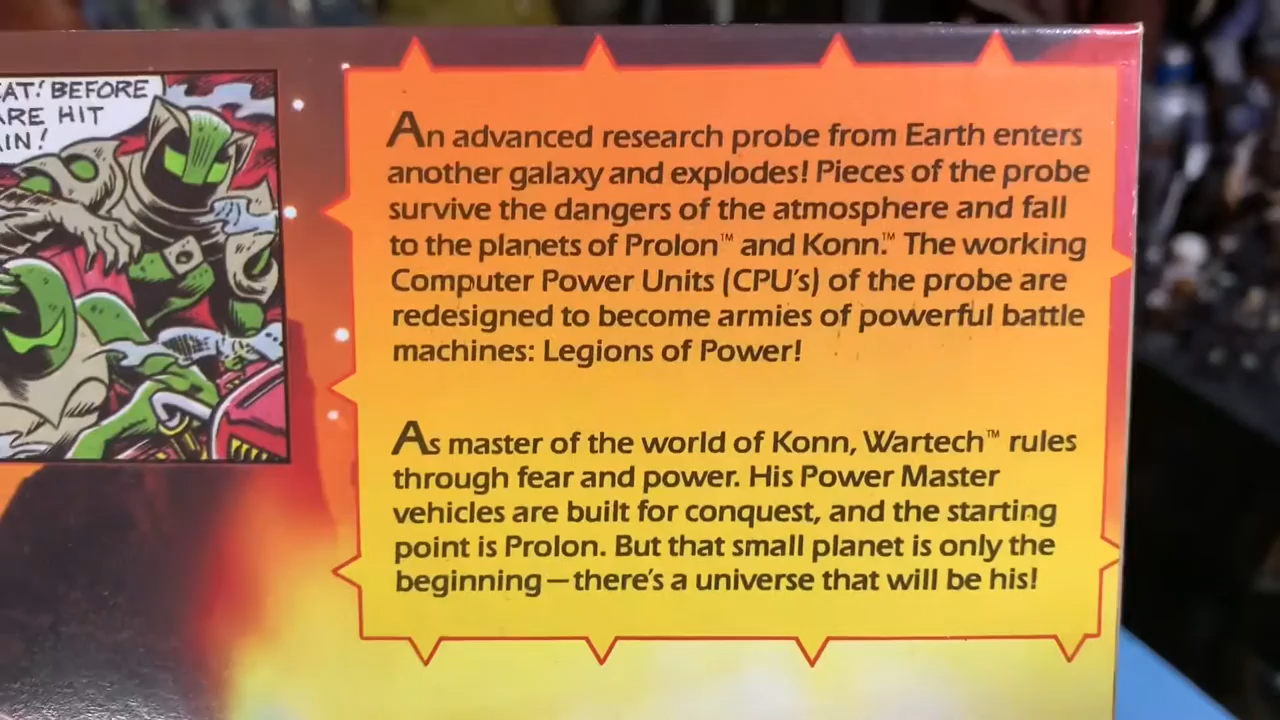 EAT! BEFORE
ARE HIT
AIN!
An advanced research probe from Earth enters
another galaxy and explodes! Pieces of the probe
survive the dangers of the atmosphere and fall
to the planets of Prolon™ and Konn.™ The working
Computer Power Units (CPU's) of the probe are
redesigned to become armies of powerful battle
machines: Legions of Power!
As master of the world of Konn, Wartech™ rules
through fear and power. His Power Master
vehicles are built for conquest, and the starting
point is Prolon. But that small planet is only the
beginning—there's a universe that will be his!